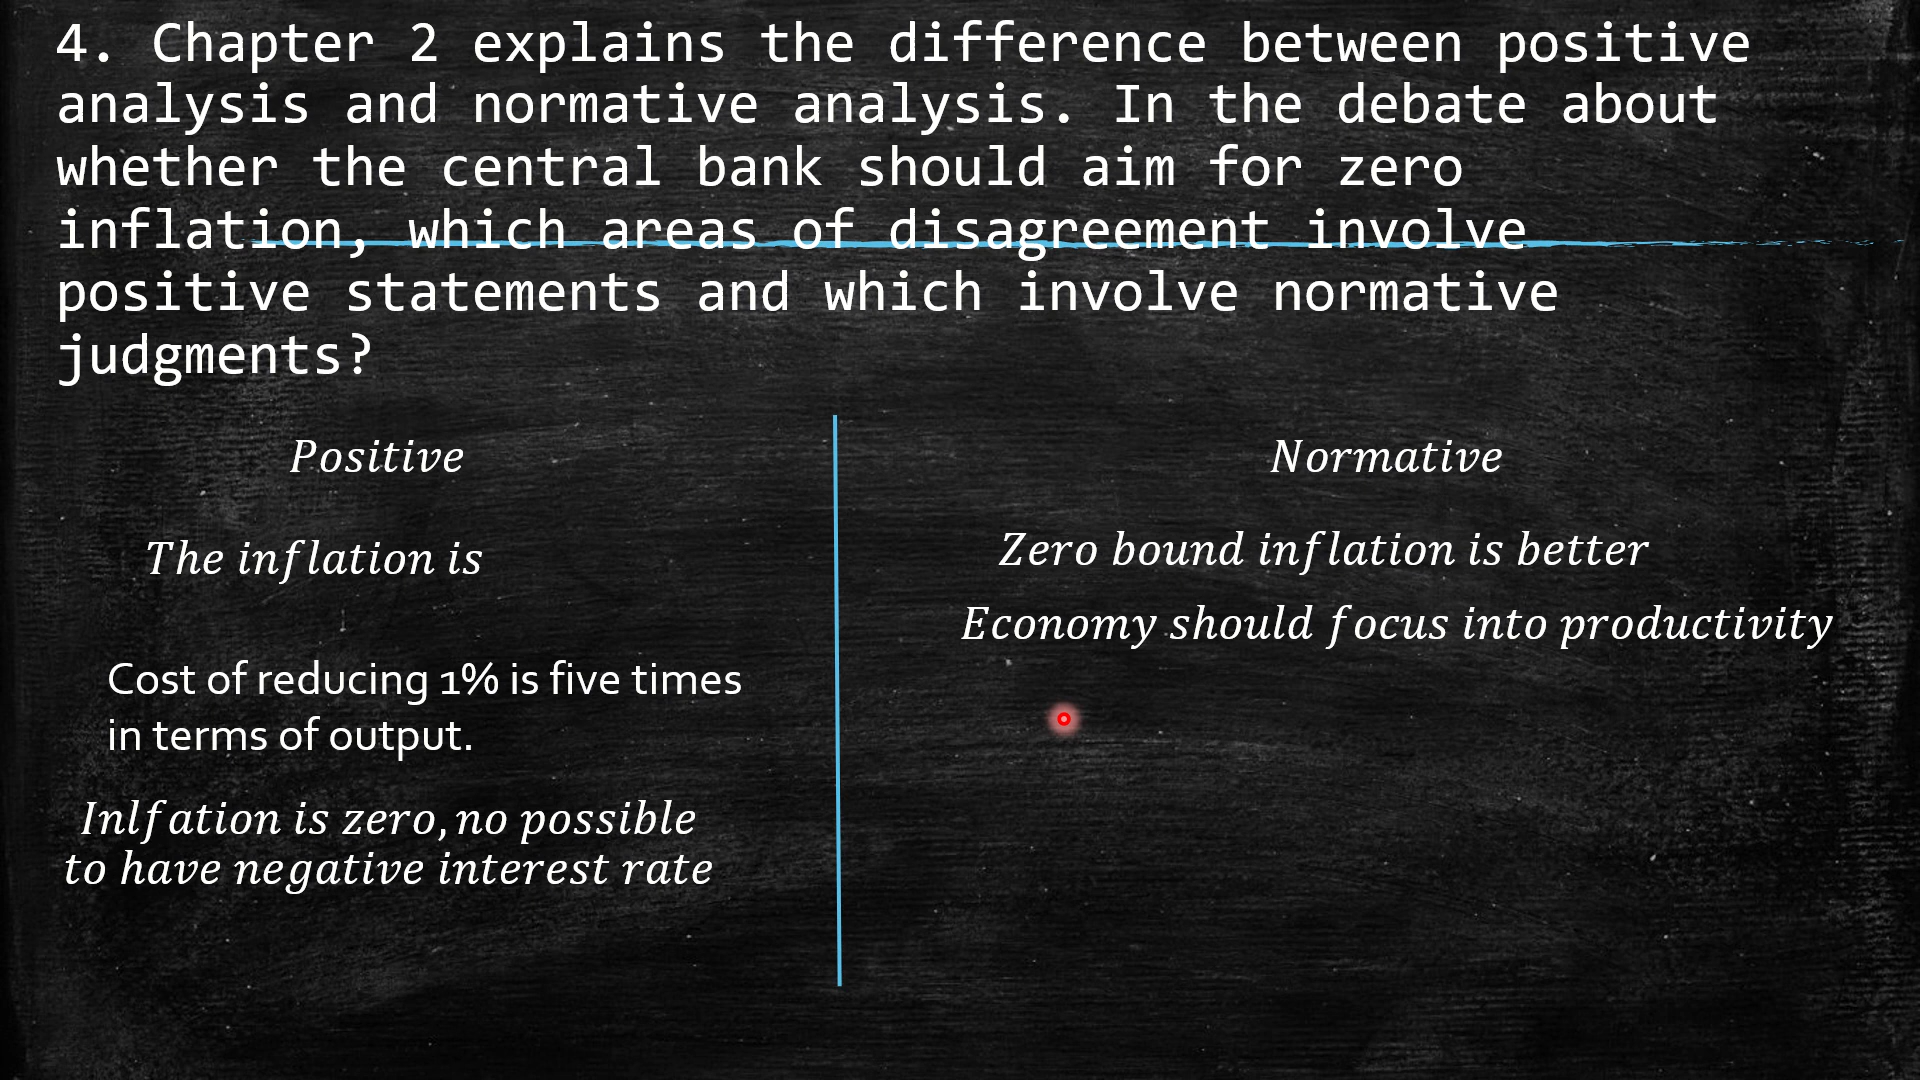 4. Chapter 2 explains the difference between positive
analysis and normative analysis. In the debate about
whether the central bank should aim for zero
inflation, which areas of disagreement involve
positive statements and which involve normative
judgments?
Positive
Normative
The inflation is
Zero bound inflation is better
Economy should focus into productivity
Cost of reducing 1% is five times
in terms of output.
Inlfation is zero, no possible
to have negative interest rate